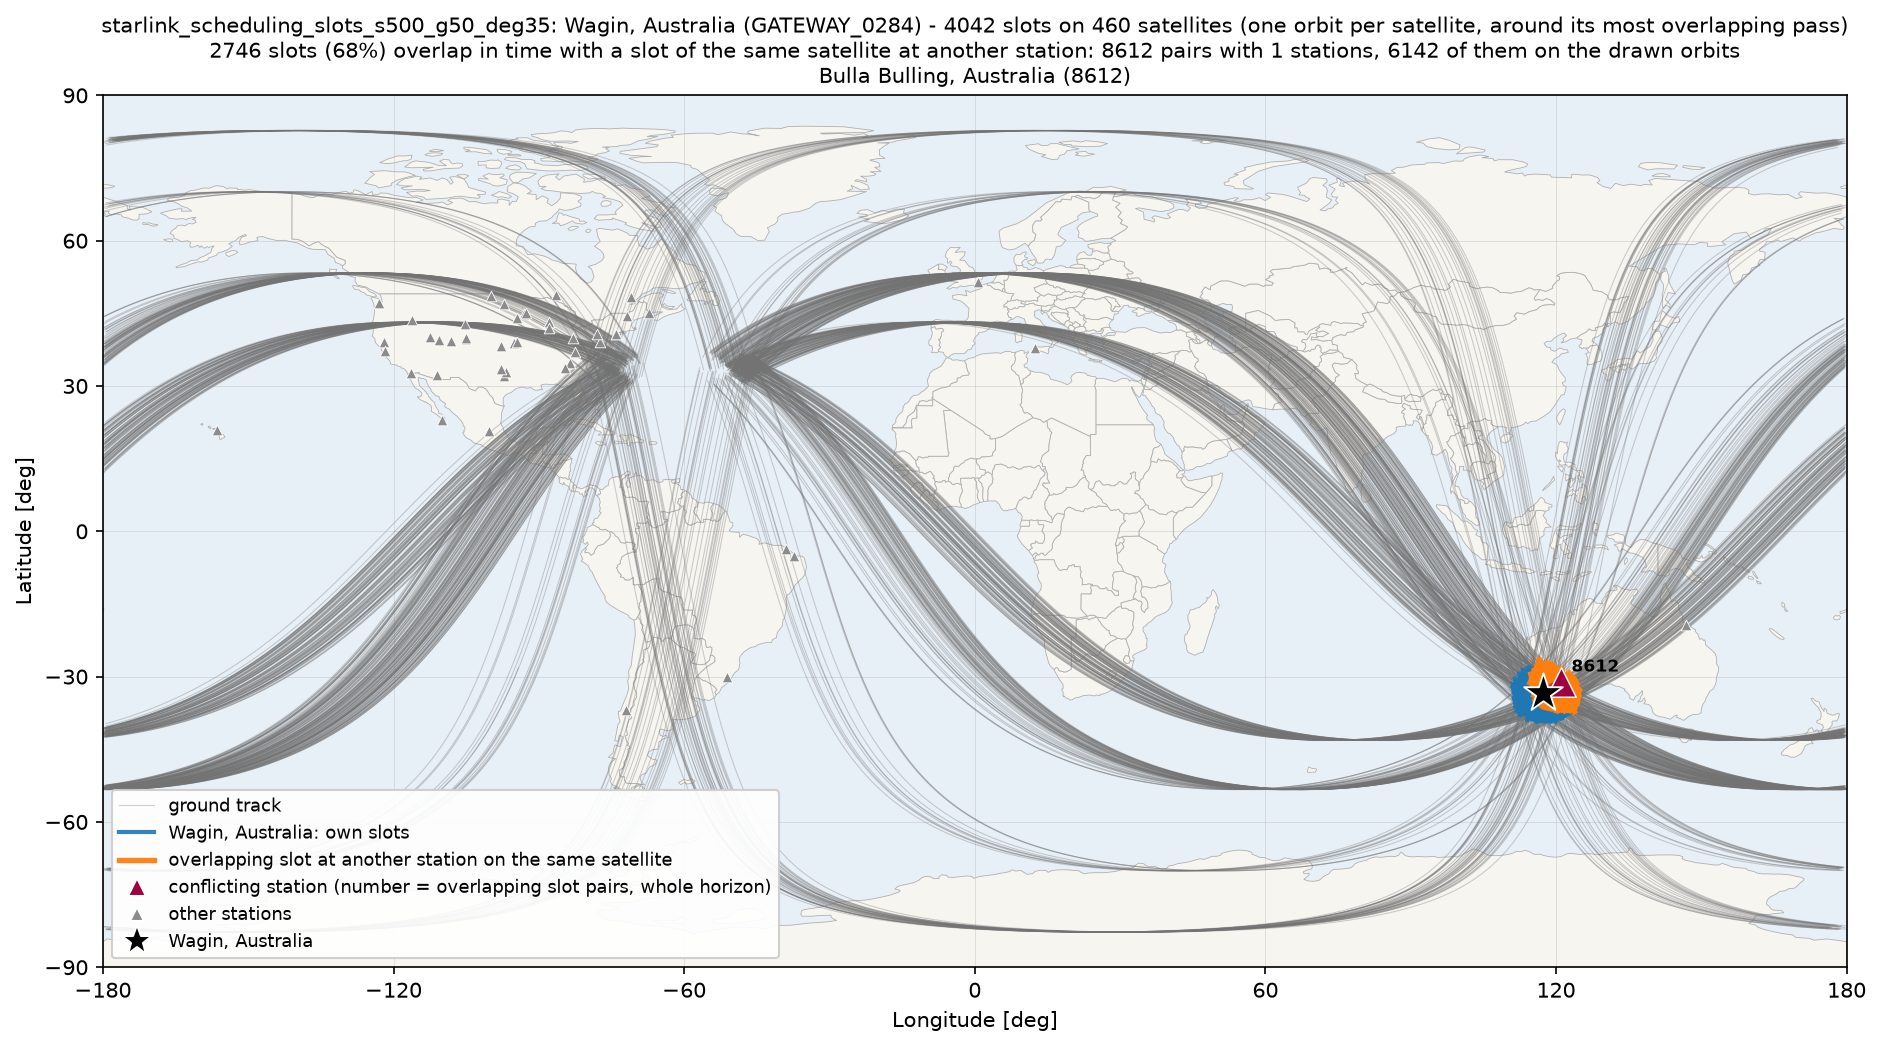 starlink_scheduling_slots_s500_g50_deg35: Wagin, Australia (GATEWAY_0284) - 4042 slots on 460 satellites (one orbit per satellite, around its most overlapping pass)
2746 slots (68%) overlap in time with a slot of the same satellite at another station: 8612 pairs with 1 stations, 6142 of them on the drawn orbits
Bulla Bulling, Australia (8612)
90
60
30
0
−30
−60
−90
Latitude [deg]
8612
ground track
Wagin, Australia: own slots
overlapping slot at another station on the same satellite
conflicting station (number = overlapping slot pairs, whole horizon)
other stations
Wagin, Australia
−180
−120
−60
0
60
120
180
Longitude [deg]